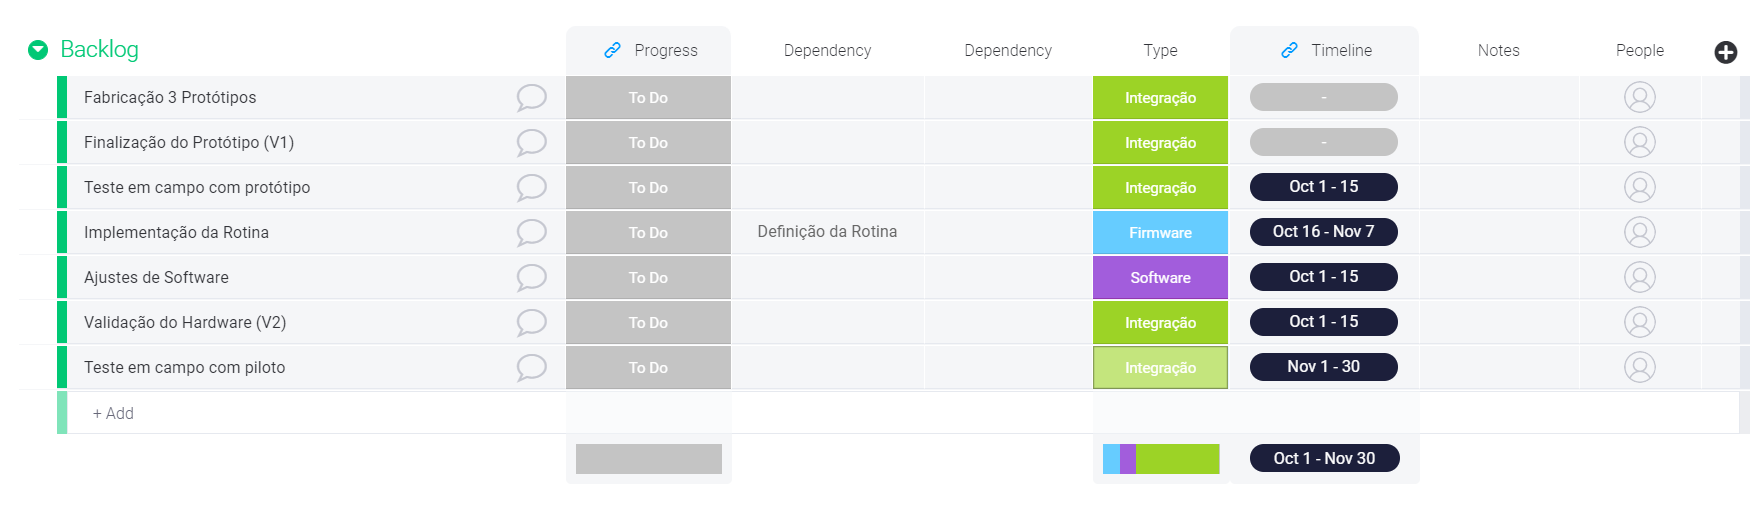 Backlog Progress Dependency Dependency Type Timeline Notes People
Fabricação 3 Protótipos To Do Integração -
Finalização do Protótipo (V1) To Do Integração -
Teste em campo com protótipo To Do Integração Oct 1 - 15
Implementação da Rotina To Do Definição da Rotina Firmware Oct 16 - Nov 7
Ajustes de Software To Do Software Oct 1 - 15
Validação do Hardware (V2) To Do Integração Oct 1 - 15
Teste em campo com piloto To Do Integração Nov 1 - 30
+ Add
Oct 1 - Nov 30